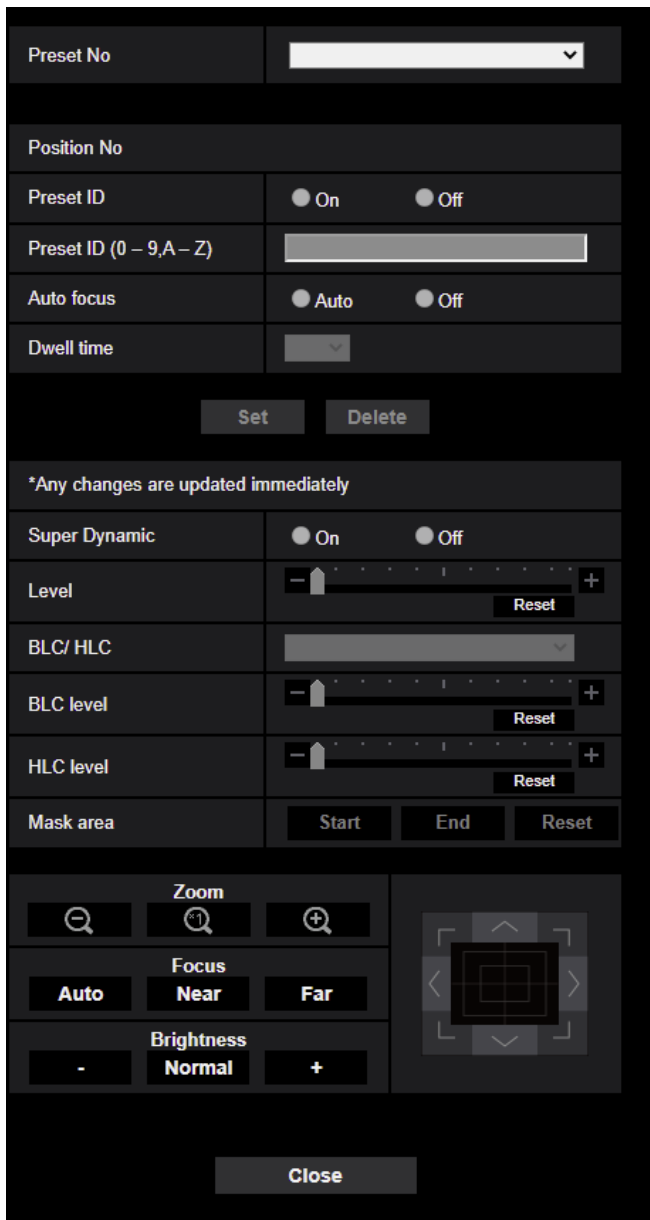 Preset No
Position No
Preset ID On Off
Preset ID (0 – 9,A – Z)
Auto focus Auto Off
Dwell time
Set Delete
*Any changes are updated immediately
Super Dynamic On Off
Level - +
Reset
BLC/ HLC
BLC level - +
Reset
HLC level - +
Reset
Mask area Start End Reset
Zoom
×1
Focus
Auto Near Far
Brightness
- Normal +
Close